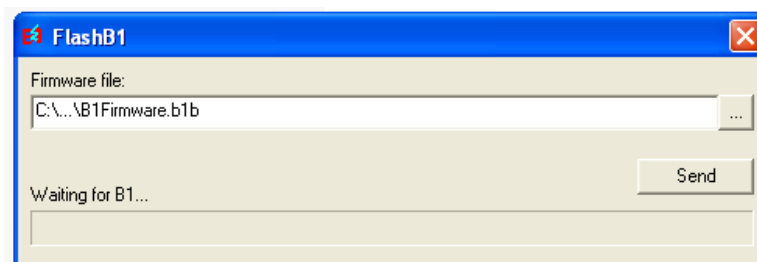 FlashB1
Firmware file:
C:\...\B1Firmware.b1b
...
Send
Waiting for B1...